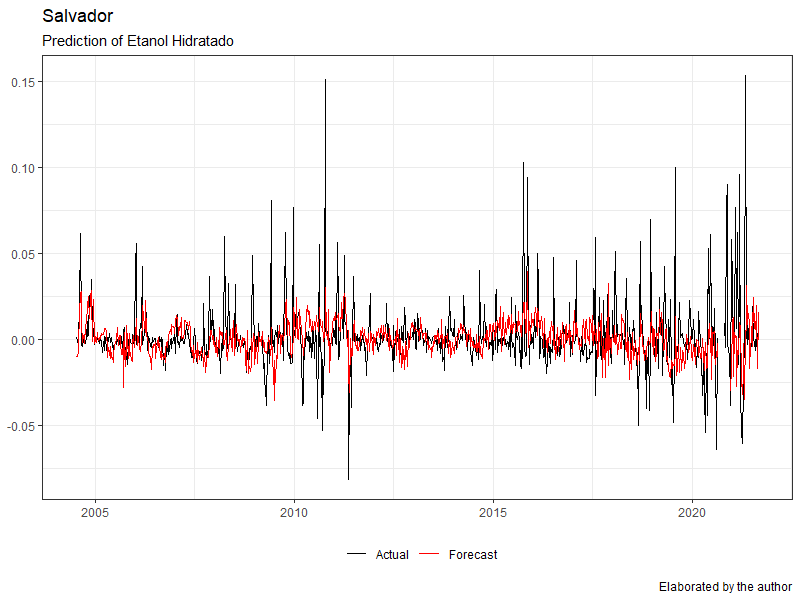 Salvador
Prediction of Etanol Hidratado
0.15
0.10
0.05
0.00
-0.05
2005 2010 2015 2020
Actual Forecast
Elaborated by the author